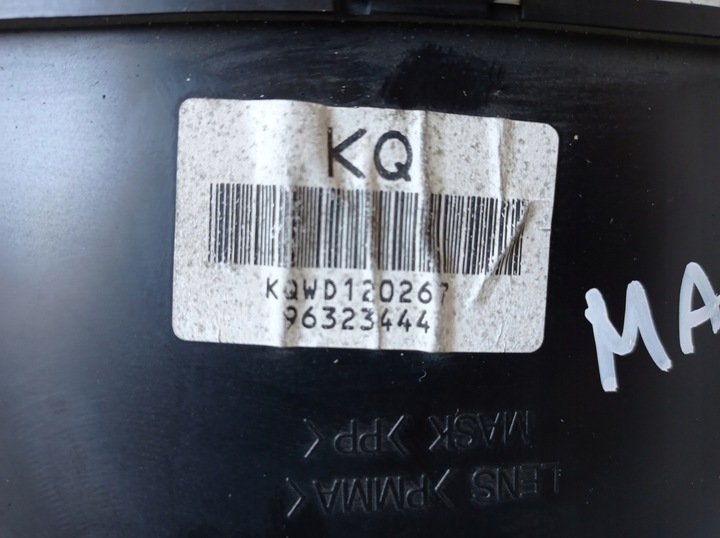 KQ
KQWD120267
96323444
MA
MASK >PP<
LENS >PMMA<